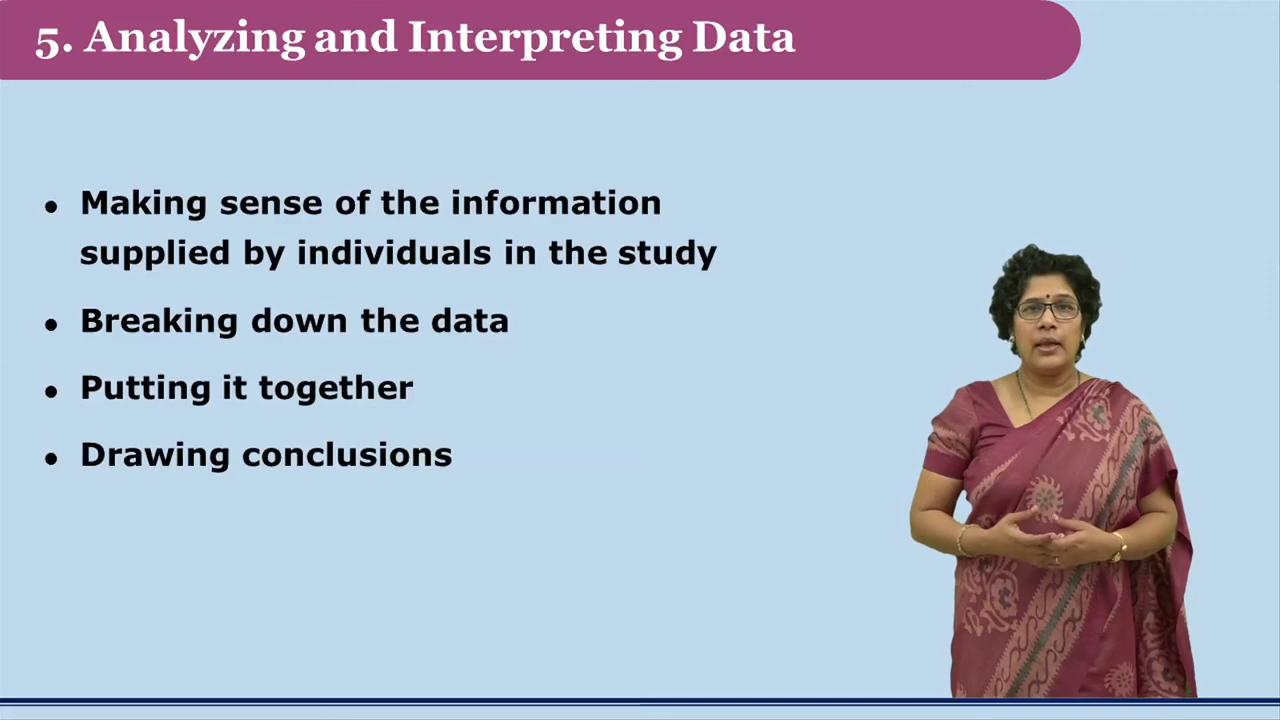 5. Analyzing and Interpreting Data
• Making sense of the information
supplied by individuals in the study
• Breaking down the data
• Putting it together
• Drawing conclusions